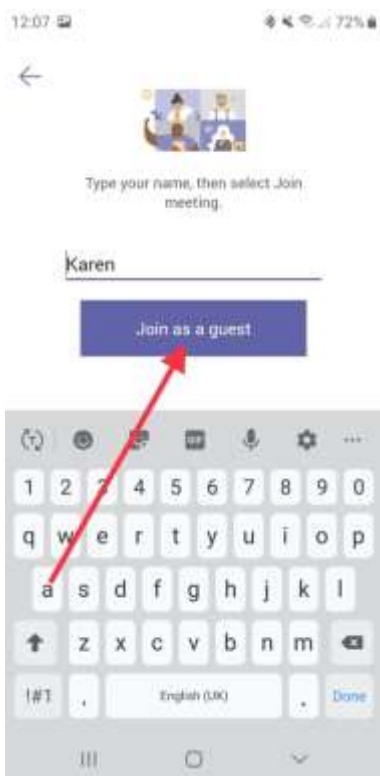 12:07
72%
Type your name, then select Join
meeting.
Karen
Join as a guest
GIF
1 2 3 4 5 6 7 8 9 0
q w e r t y u i o p
a s d f g h j k l
z x c v b n m
!#1 , English (UK) . Done